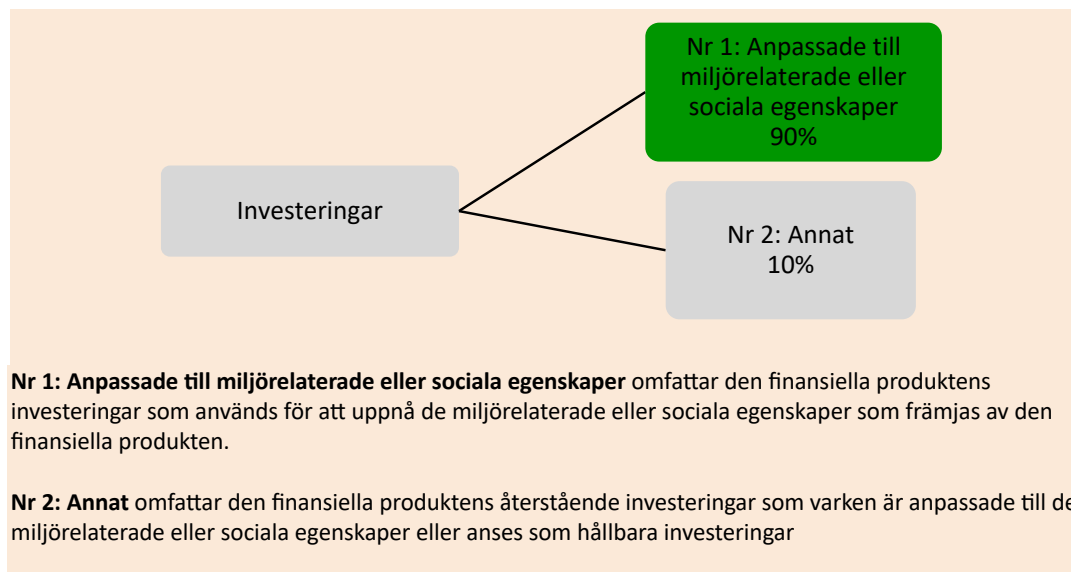 Nr 1: Anpassade till
miljörelaterade eller
sociala egenskaper
90%
Investeringar
Nr 2: Annat
10%
Nr 1: Anpassade till miljörelaterade eller sociala egenskaper omfattar den finansiella produktens
investeringar som används för att uppnå de miljörelaterade eller sociala egenskaper som främjas av den
finansiella produkten.
Nr 2: Annat omfattar den finansiella produktens återstående investeringar som varken är anpassade till de
miljörelaterade eller sociala egenskaper eller anses som hållbara investeringar